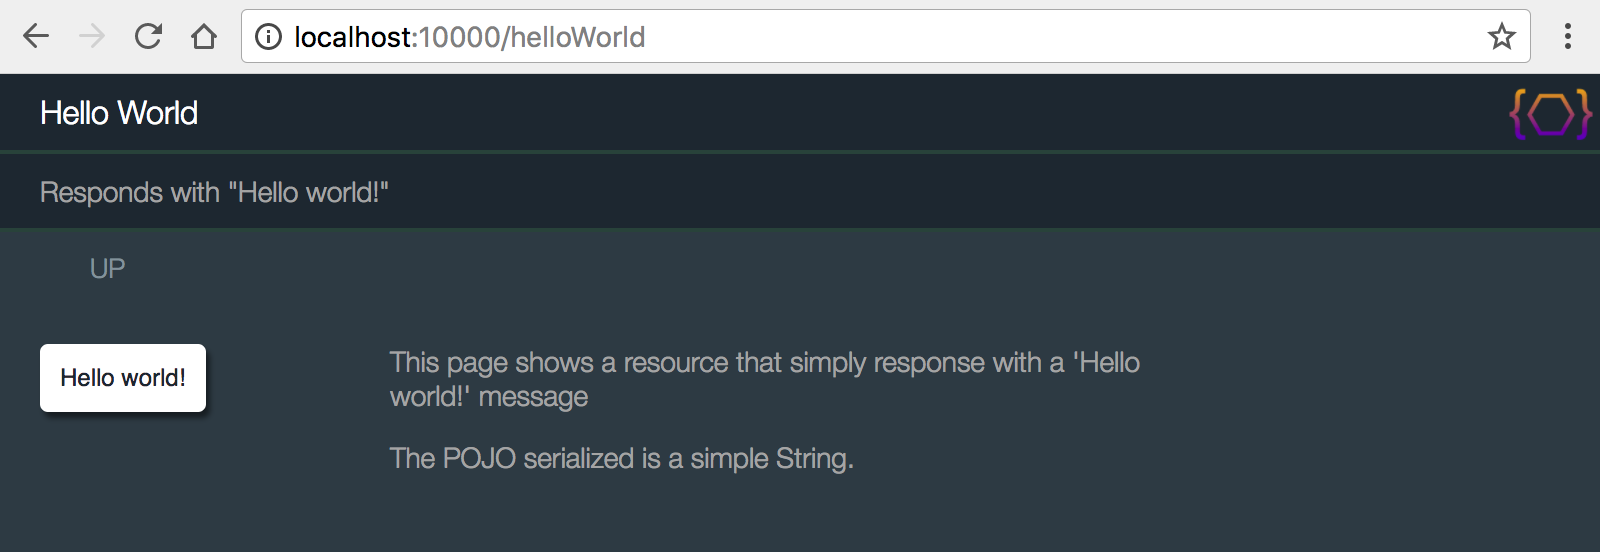 localhost:10000/helloWorld
Hello World
Responds with "Hello world!"
UP
Hello world!
This page shows a resource that simply response with a 'Hello
world!' message
The POJO serialized is a simple String.